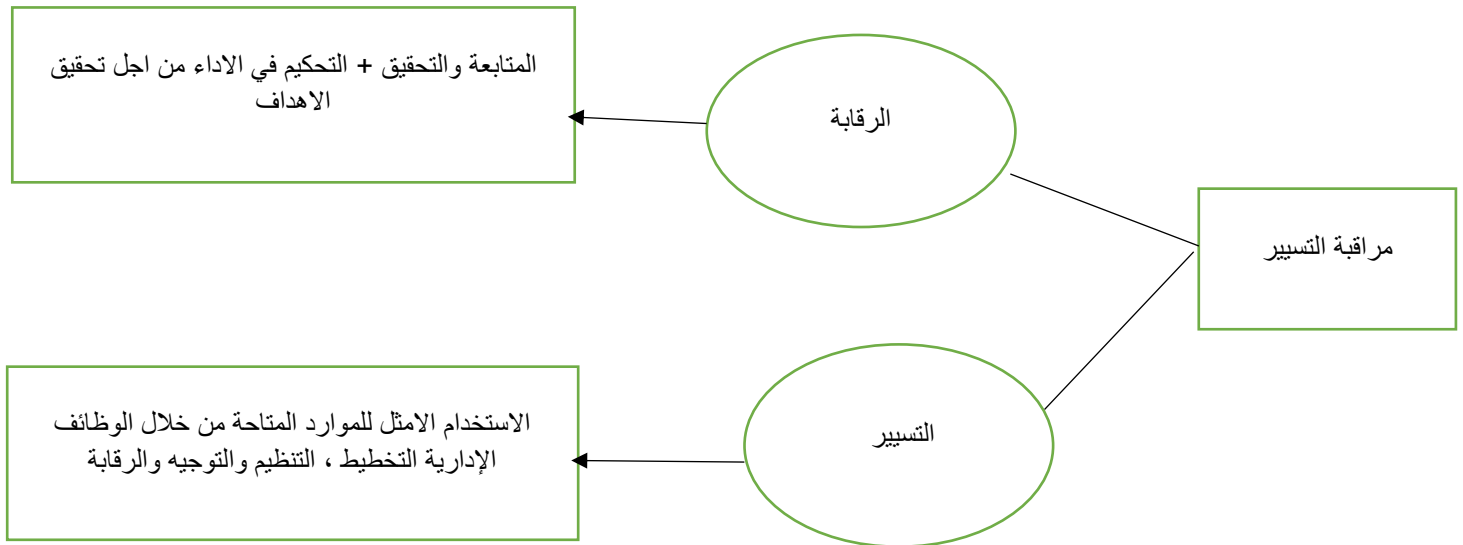 مراقبة التسيير
الرقابة
المتابعة والتحقيق + التحكيم في الاداء من اجل تحقيق
الاهداف
التسيير
الاستخدام الامثل للموارد المتاحة من خلال الوظائف
الإدارية التخطيط ، التنظيم والتوجيه والرقابة